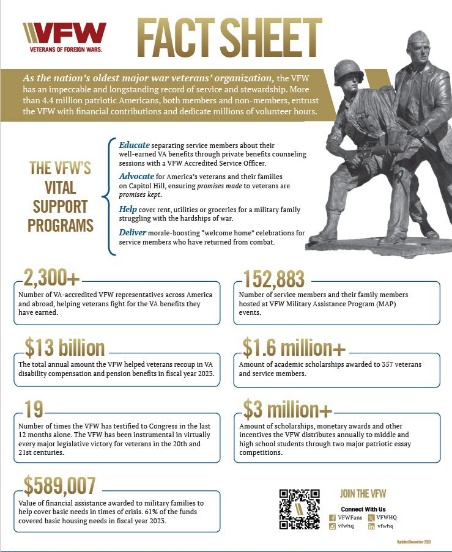 VFW
VETERANS OF FOREIGN WARS.
FACT SHEET
As the nation's oldest major war veterans' organization, the VFW
has an impeccable and longstanding record of service and stewardship. More
than 4.4 million patriotic Americans, both members and non-members, entrust
the VFW with financial contributions and dedicate millions of volunteer hours.
THE VFW'S
VITAL
SUPPORT
PROGRAMS
Educate separating service members about their
well-earned VA benefits through private benefits counseling
sessions with a VFW Accredited Service Officer.
Advocate for America's veterans and their families
on Capitol Hill, ensuring promises made to veterans are
promises kept.
Help cover rent, utilities or groceries for a military family
struggling with the hardships of war.
Deliver morale-boosting "welcome home" celebrations for
service members who have returned from combat.
2,300+
Number of VA-accredited VFW representatives across America
and abroad, helping veterans fight for the VA benefits they
have earned.
152,883
Number of service members and their family members
hosted at VFW Military Assistance Program (MAP)
events.
$13 billion
The total annual amount the VFW helped veterans recoup in VA
disability compensation and pension benefits in fiscal year 2023.
$1.6 million+
Amount of academic scholarships awarded to 357 veterans
and service members.
19
Number of times the VFW has testified to Congress in the last
12 months alone. The VFW has been instrumental in virtually
every major legislative victory for veterans in the 20th and
21st centuries.
$3 million+
Amount of scholarships, monetary awards and other
incentives the VFW distributes annually to middle and
high school students through two major patriotic essay
competitions.
$589,007
Value of financial assistance awarded to military families to
help cover basic needs in times of crisis. 61% of the funds
covered basic housing needs in fiscal year 2023.
JOIN THE VFW
Connect With Us
VFWFans
VFWHQ
vfwhq
vfwhq
Updated December 2023